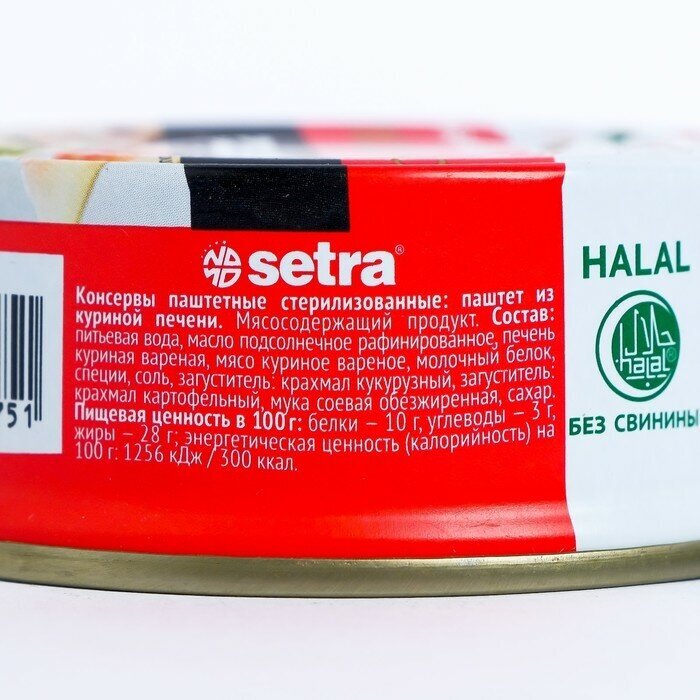 setra®
Консервы паштетные стерилизованные: паштет из
куриной печени. Мясосодержащий продукт. Состав:
питьевая вода, масло подсолнечное рафинированное, печень
куриная вареная, мясо куриное вареное, молочный белок,
специи, соль, загуститель: крахмал кукурузный, загуститель:
крахмал картофельный, мука соевая обезжиренная, сахар.
Пищевая ценность в 100 г: белки – 10 г, углеводы – 3 г,
жиры – 28 г; энергетическая ценность (калорийность) на
100 г: 1256 кДж / 300 ккал.
751
HALAL
حلال
halal
БЕЗ СВИНИНЫ